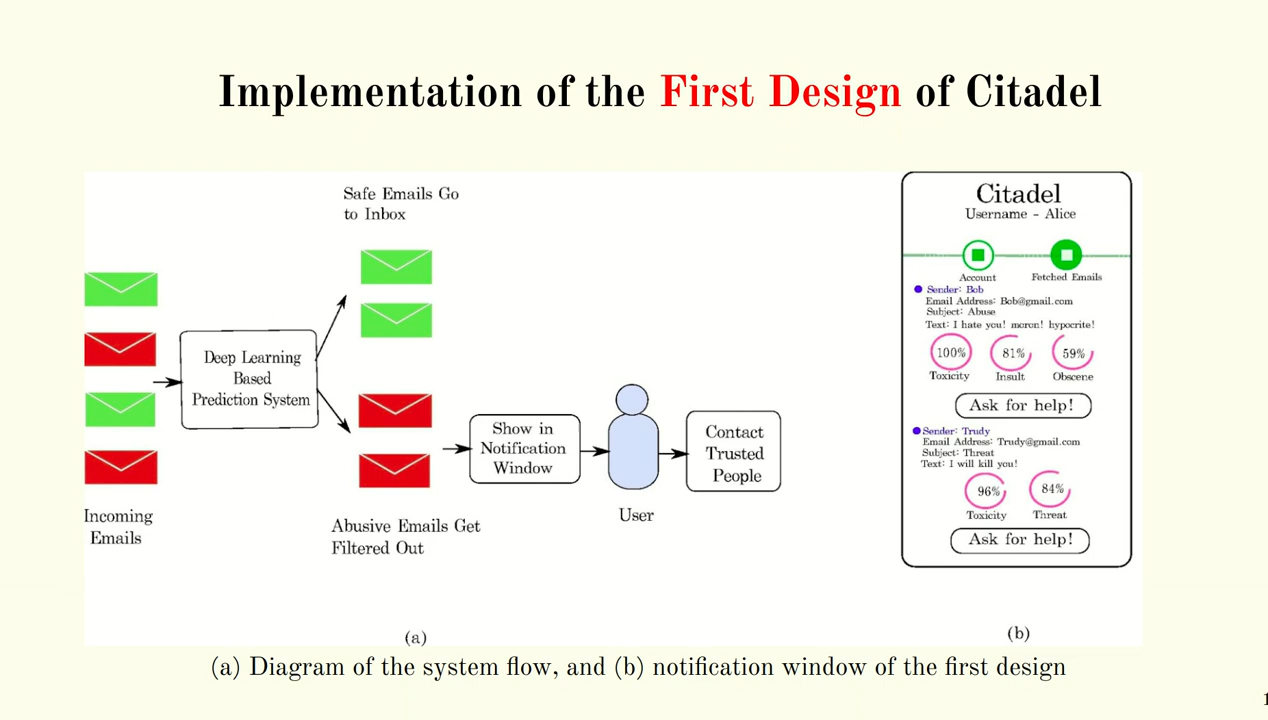 Implementation of the First Design of Citadel
Safe Emails Go
to Inbox
Incoming
Emails
Deep Learning
Based
Prediction System
Abusive Emails Get
Filtered Out
Show in
Notification
Window
User
Contact
Trusted
People
(a)
Citadel
Username - Alice
Account
Fetched Emails
Sender: Bob
Email Address: Bob@gmail.com
Subject: Abuse
Text: I hate you! moron! hypocrite!
100%
81%
59%
Toxicity
Insult
Obscene
Ask for help!
Sender: Trudy
Email Address: Trudy@gmail.com
Subject: Threat
Text: I will kill you!
96%
84%
Toxicity
Threat
Ask for help!
(b)
(a) Diagram of the system flow, and (b) notification window of the first design